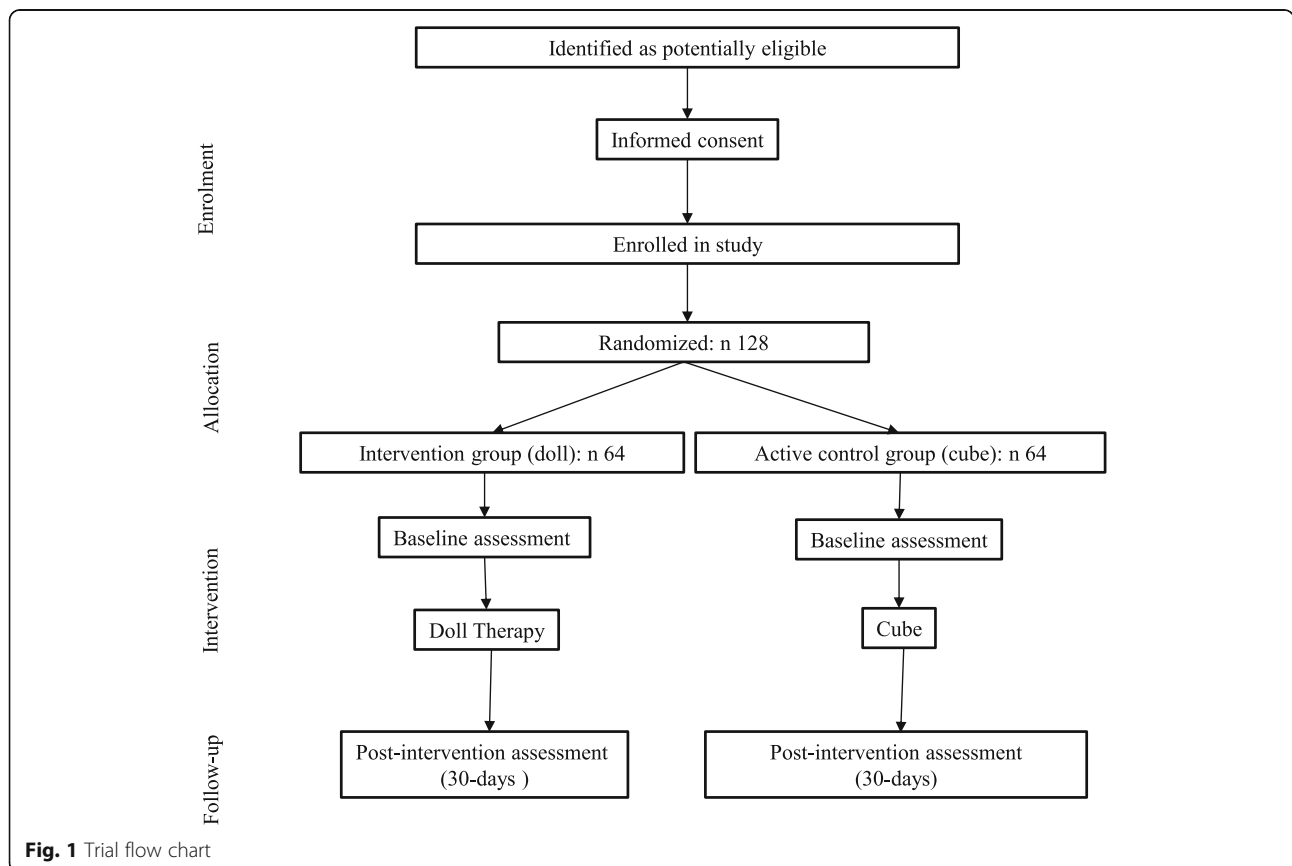 Identified as potentially eligible
Informed consent
Enrolment
Enrolled in study
Randomized: n 128
Allocation
Intervention group (doll): n 64
Active control group (cube): n 64
Baseline assessment
Baseline assessment
Intervention
Doll Therapy
Cube
Follow-up
Post-intervention assessment
(30-days )
Post-intervention assessment
(30-days)
Fig. 1 Trial flow chart